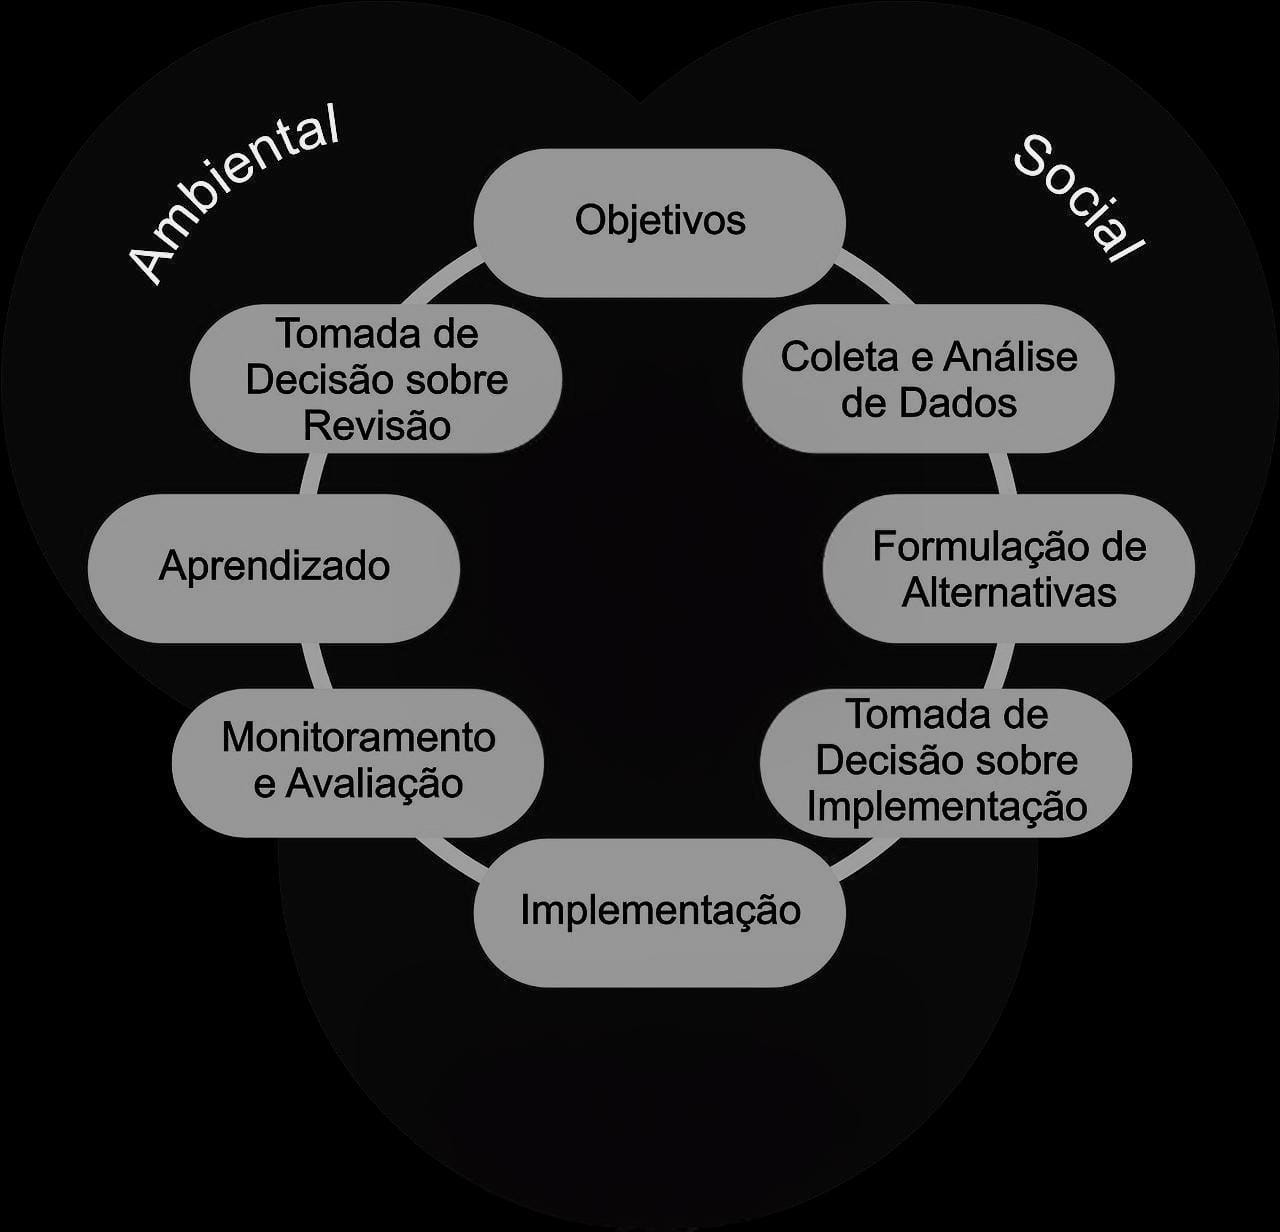 Ambiental
Social
Objetivos
Tomada de
Decisão sobre
Revisão
Coleta e Análise
de Dados
Aprendizado
Formulação de
Alternativas
Monitoramento
e Avaliação
Tomada de
Decisão sobre
Implementação
Implementação